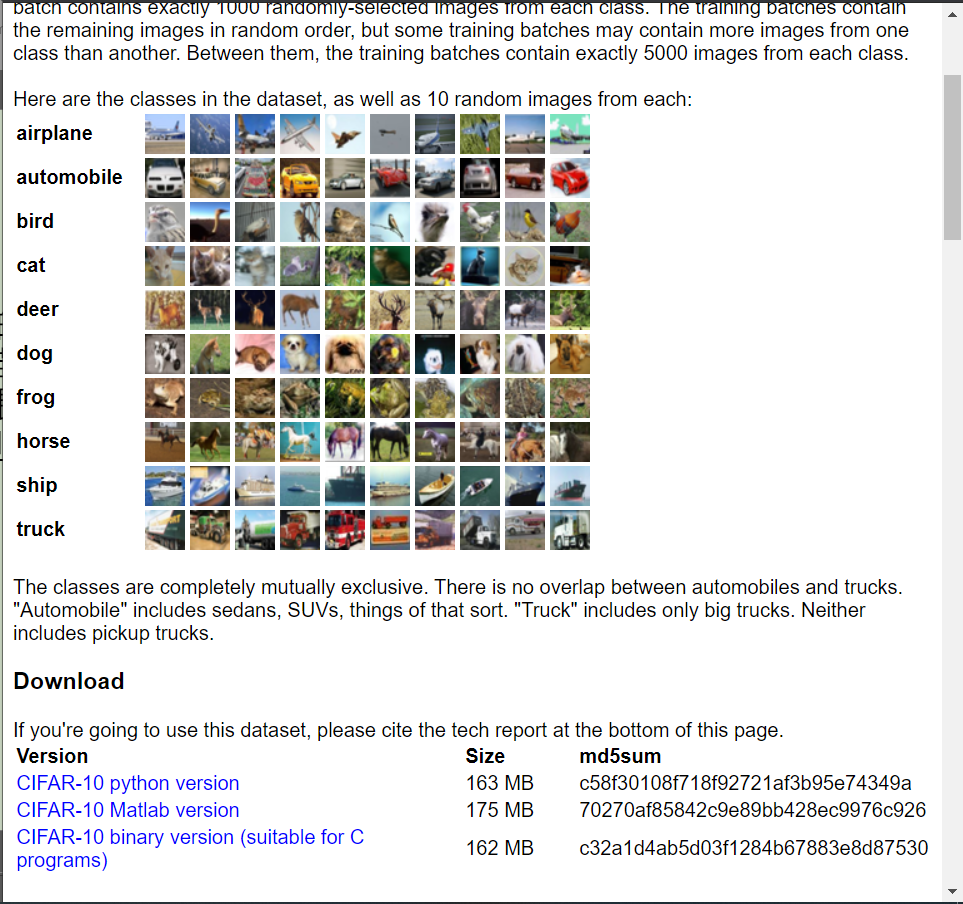 batch contains exactly 1000 randomly-selected images from each class. The training batches contain
the remaining images in random order, but some training batches may contain more images from one
class than another. Between them, the training batches contain exactly 5000 images from each class.
Here are the classes in the dataset, as well as 10 random images from each:
airplane
automobile
bird
cat
deer
dog
frog
horse
ship
truck
The classes are completely mutually exclusive. There is no overlap between automobiles and trucks.
"Automobile" includes sedans, SUVs, things of that sort. "Truck" includes only big trucks. Neither
includes pickup trucks.
Download
If you're going to use this dataset, please cite the tech report at the bottom of this page.
Version Size md5sum
CIFAR-10 python version 163 MB c58f30108f718f92721af3b95e74349a
CIFAR-10 Matlab version 175 MB 70270af85842c9e89bb428ec9976c926
CIFAR-10 binary version (suitable for C
programs) 162 MB c32a1d4ab5d03f1284b67883e8d87530